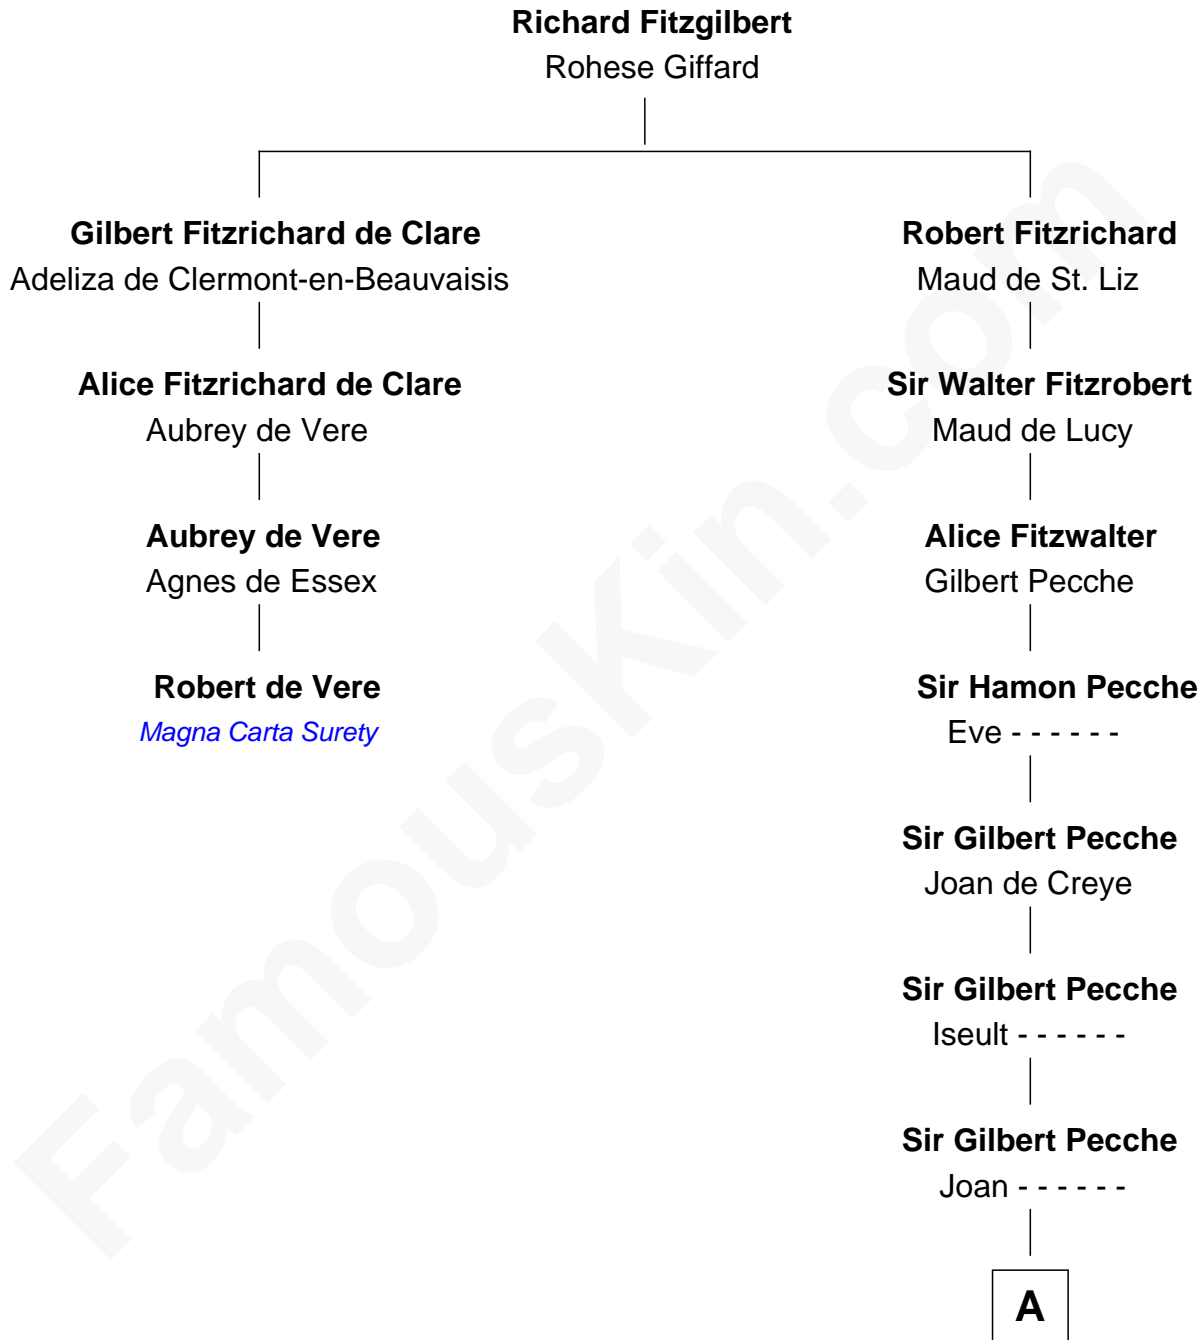 Richard Fitzgilbert
Rohese Giffard
Gilbert Fitzrichard de Clare
Adeliza de Clermont-en-Beauvaisis
Alice Fitzrichard de Clare
Aubrey de Vere
Aubrey de Vere
Agnes de Essex
Robert de Vere
Magna Carta Surety
Robert Fitzrichard
Maud de St. Liz
Sir Walter Fitzrobert
Maud de Lucy
Alice Fitzwalter
Gilbert Pecche
Sir Hamon Pecche
Eve - - - - - -
Sir Gilbert Pecche
Joan de Creye
Sir Gilbert Pecche
Iseult - - - - - -
Sir Gilbert Pecche
Joan - - - - - -
A
FamousKin.com